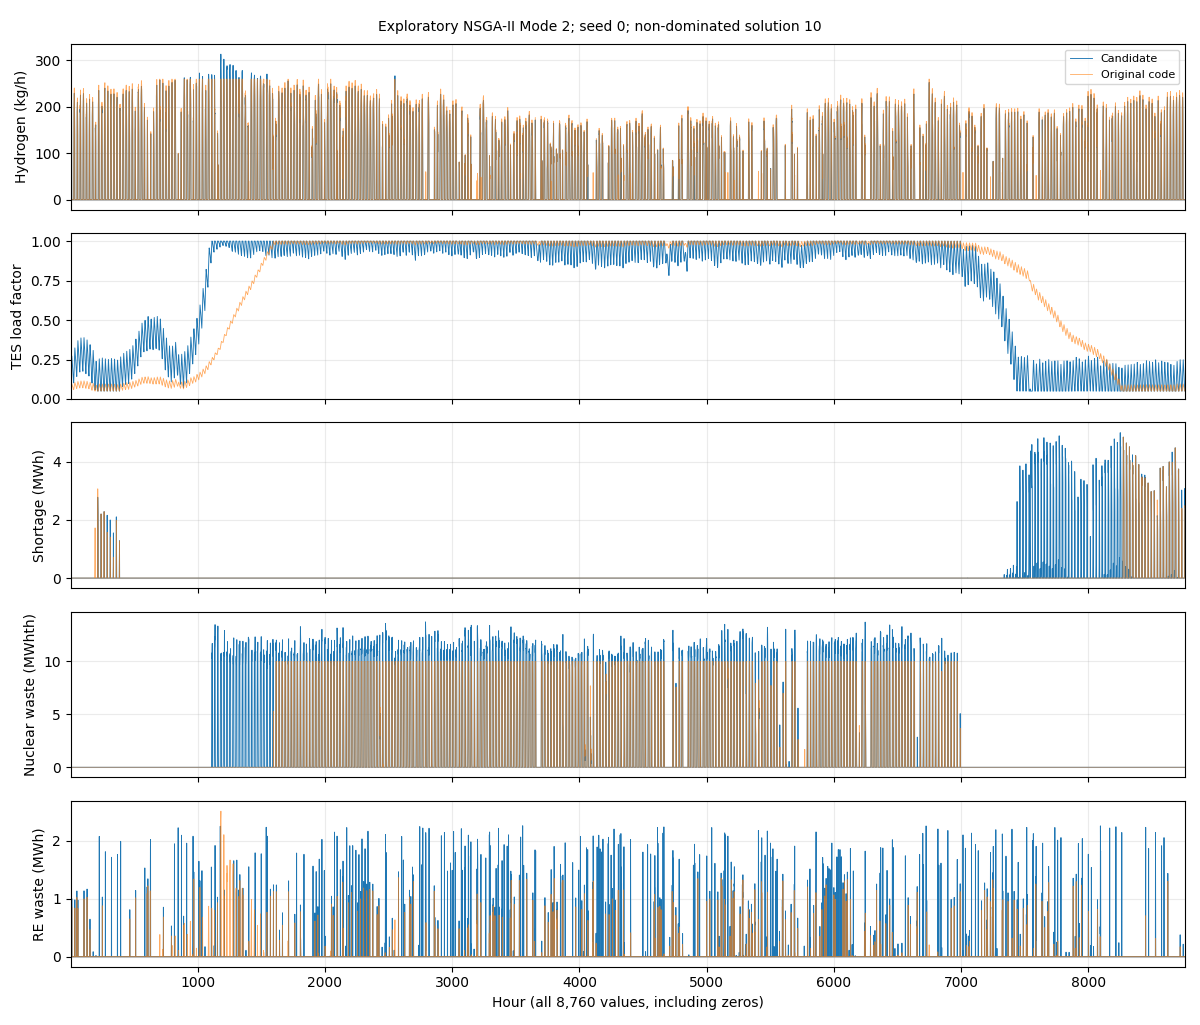 Exploratory NSGA-II Mode 2; seed 0; non-dominated solution 10
Hydrogen (kg/h)
300
200
100
0
Candidate
Original code
TES load factor
1.00
0.75
0.50
0.25
0.00
Shortage (MWh)
4
2
0
Nuclear waste (MWhth)
10
5
0
RE waste (MWh)
2
1
0
1000 2000 3000 4000 5000 6000 7000 8000
Hour (all 8,760 values, including zeros)